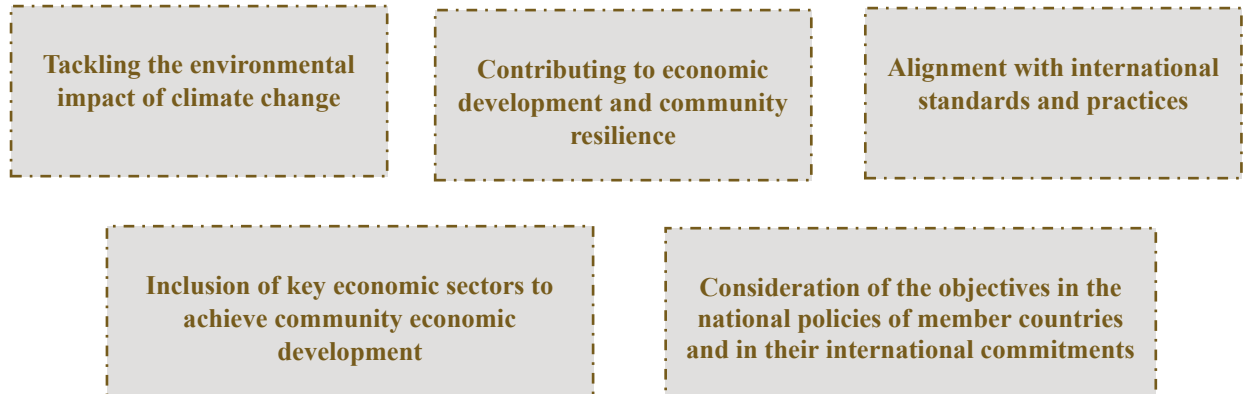 Tackling the environmental
impact of climate change
Contributing to economic
development and community
resilience
Alignment with international
standards and practices
Inclusion of key economic sectors to
achieve community economic
development
Consideration of the objectives in the
national policies of member countries
and in their international commitments